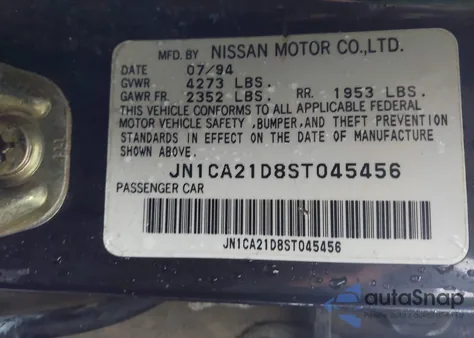 MFD. BY NISSAN MOTOR CO.,LTD.
DATE 07/94
GVWR 4273 LBS.
GAWR FR. 2352 LBS. RR. 1953 LBS.
THIS VEHICLE CONFORMS TO ALL APPLICABLE FEDERAL
MOTOR VEHICLE SAFETY ,BUMPER,AND THEFT PREVENTION
STANDARDS IN EFFECT ON THE DATE OF MANUFACTURE
SHOWN ABOVE.
JN1CA21D8ST045456
PASSENGER CAR
JN1CA21D8ST045456
autoSnap